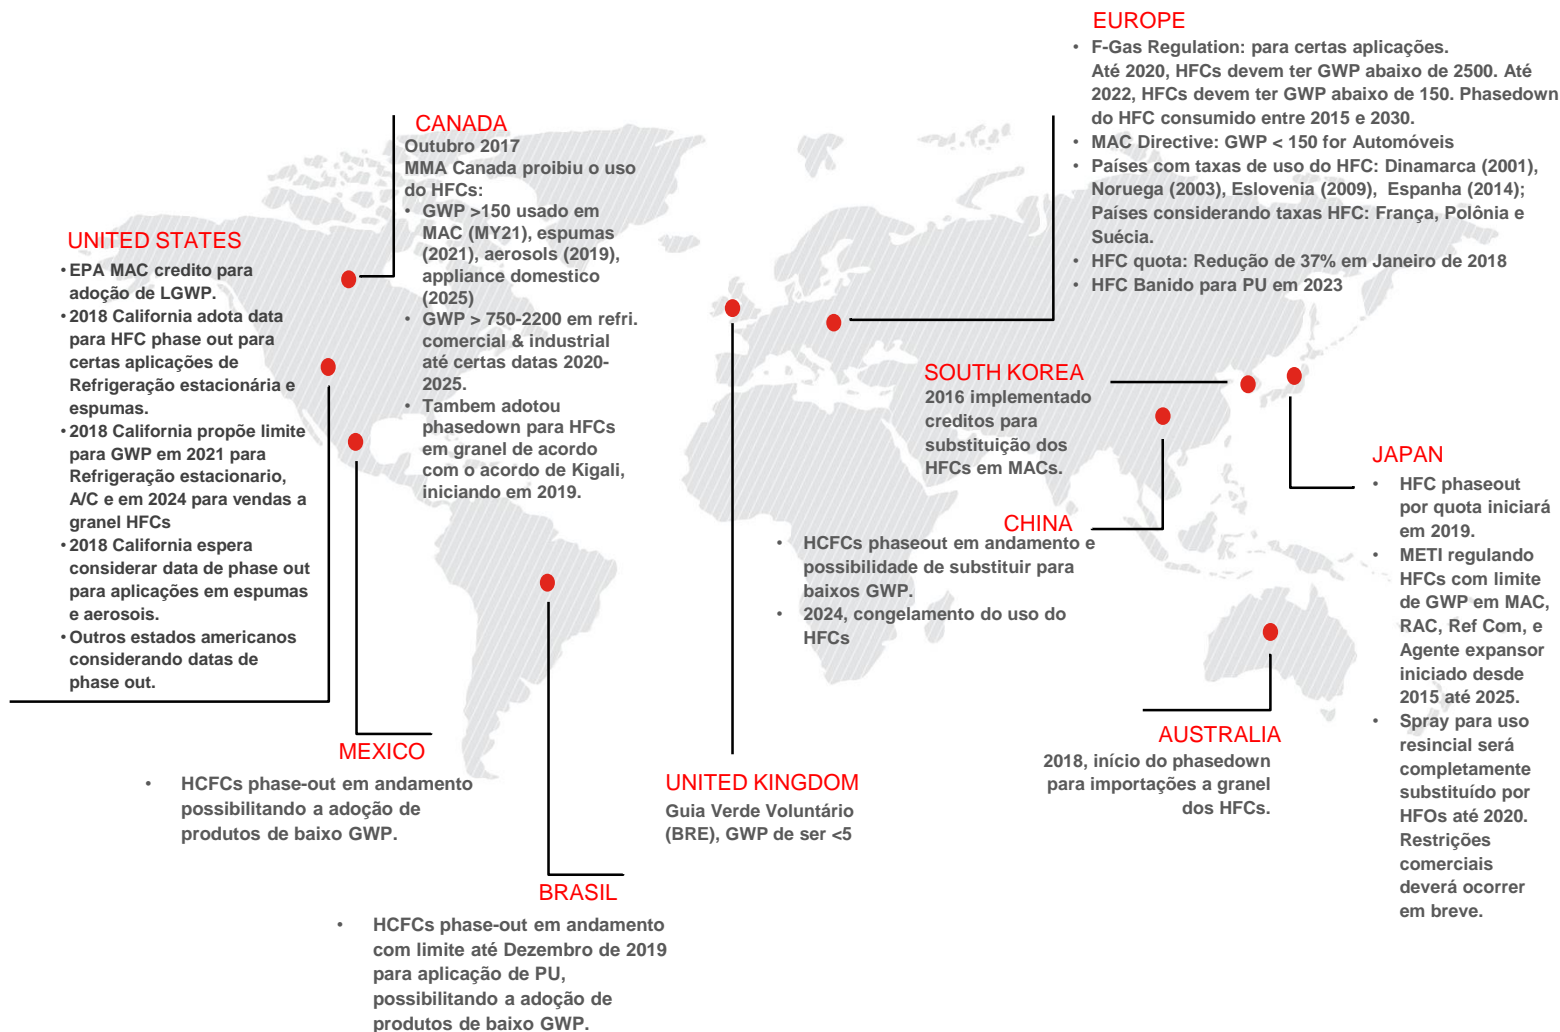 EUROPE
• F-Gas Regulation: para certas aplicações.
Até 2020, HFCs devem ter GWP abaixo de 2500. Até
2022, HFCs devem ter GWP abaixo de 150. Phasedown
do HFC consumido entre 2015 e 2030.
• MAC Directive: GWP < 150 for Automóveis
• Países com taxas de uso do HFC: Dinamarca (2001),
Noruega (2003), Eslovenia (2009), Espanha (2014);
Países considerando taxas HFC: França, Polônia e
Suécia.
• HFC quota: Redução de 37% em Janeiro de 2018
• HFC Banido para PU em 2023
CANADA
Outubro 2017
MMA Canada proibiu o uso
do HFCs:
• GWP >150 usado em
MAC (MY21), espumas
(2021), aerosols (2019),
appliance domestico
(2025)
• GWP > 750-2200 em refri.
comercial & industrial
até certas datas 2020-
2025.
• Tambem adotou
phasedown para HFCs
em granel de acordo
com o acordo de Kigali,
iniciando em 2019.
UNITED STATES
• EPA MAC credito para
adoção de LGWP.
• 2018 California adota data
para HFC phase out para
certas aplicações de
Refrigeração estacionária e
espumas.
• 2018 California propõe limite
para GWP em 2021 para
Refrigeração estacionario,
A/C e em 2024 para vendas a
granel HFCs
• 2018 California espera
considerar data de phase out
para aplicações em espumas
e aerosois.
• Outros estados americanos
considerando datas de
phase out.
SOUTH KOREA
2016 implementado
creditos para
substituição dos
HFCs em MACs.
JAPAN
• HFC phaseout
por quota iniciará
em 2019.
• METI regulando
HFCs com limite
de GWP em MAC,
RAC, Ref Com, e
Agente expansor
iniciado desde
2015 até 2025.
• Spray para uso
resincial será
completamente
substituído por
HFOs até 2020.
Restrições
comerciais
deverá ocorrer
em breve.
CHINA
• HCFCs phaseout em andamento e
possibilidade de substituir para
baixos GWP.
• 2024, congelamento do uso do
HFCs
AUSTRALIA
2018, início do phasedown
para importações a granel
dos HFCs.
MEXICO
• HCFCs phase-out em andamento
possibilitando a adoção de
produtos de baixo GWP.
UNITED KINGDOM
Guia Verde Voluntário
(BRE), GWP de ser <5
BRASIL
• HCFCs phase-out em andamento
com limite até Dezembro de 2019
para aplicação de PU,
possibilitando a adoção de
produtos de baixo GWP.